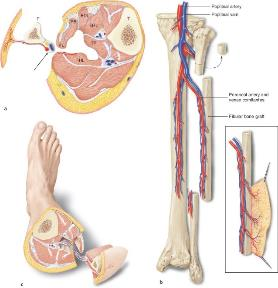 Popliteal artery
Popliteal vein
T
T
Peroneal artery and
venae comitantes
Fibular bone graft
a
b
c